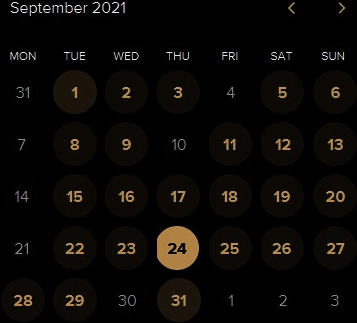 September 2021
MON TUE WED THU FRI SAT SUN
31 1 2 3 4 5 6
7 8 9 10 11 12 13
14 15 16 17 18 19 20
21 22 23 24 25 26 27
28 29 30 31 1 2 3